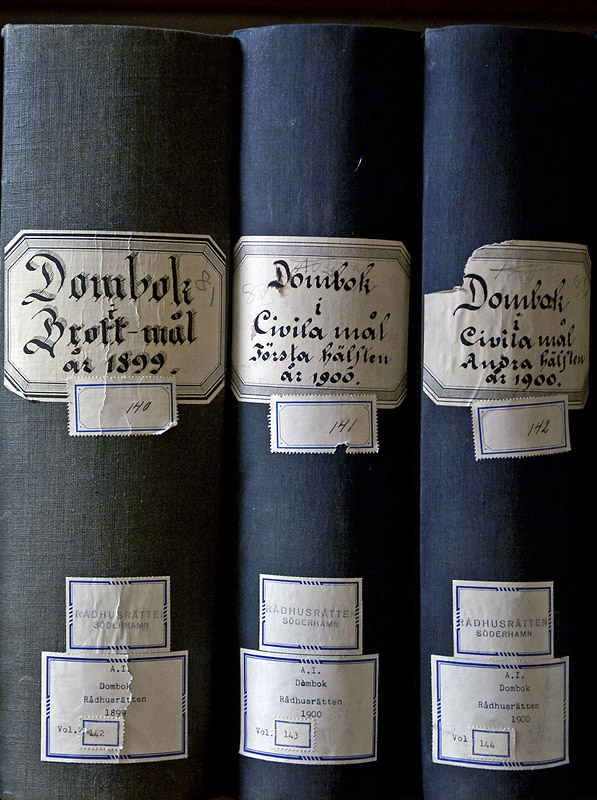 Dombok
i
Brott-mål
år 1899.
140
RÅDHUSRÄTTEN
SÖDERHAMN
A.I.
Dombok
Rådhusrätten
1899
Vol. 142
Dombok
i
Civila mål
Första hälften
år 1900.
141
RÅDHUSRÄTTEN
SÖDERHAMN
A.I.
Dombok
Rådhusrätten
1900
Vol. 143
Dombok
i
Civila mål
Andra hälften
år 1900.
142
RÅDHUSRÄTTEN
SÖDERHAMN
A.I.
Dombok
Rådhusrätten
1900
Vol 144